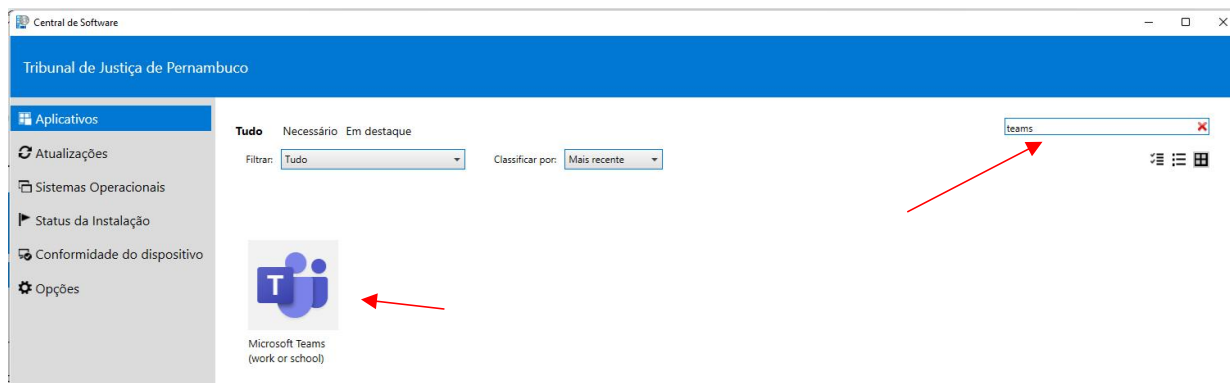 Central de Software
Tribunal de Justiça de Pernambuco
Aplicativos
Atualizações
Sistemas Operacionais
Status da Instalação
Conformidade do dispositivo
Opções
Tudo Necessário Em destaque
teams
Filtrar: Tudo Classificar por: Mais recente
T
Microsoft Teams
(work or school)